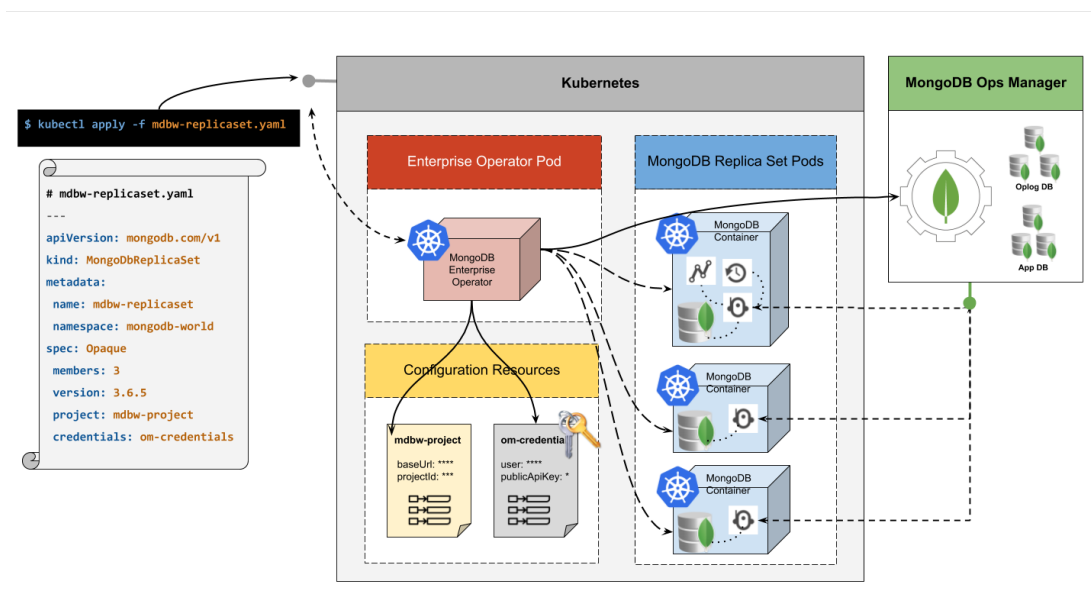 Kubernetes
MongoDB Ops Manager
$ kubectl apply -f mdbw-replicaset.yaml
# mdbw-replicaset.yaml
---
apiVersion: mongodb.com/v1
kind: MongoDbReplicaSet
metadata:
name: mdbw-replicaset
namespace: mongodb-world
spec: Opaque
members: 3
version: 3.6.5
project: mdbw-project
credentials: om-credentials
Enterprise Operator Pod
MongoDB
Enterprise
Operator
Configuration Resources
mdbw-project
baseUrl: ****
projectId: ***
om-credentia
user: ****
publicApiKey: *
MongoDB Replica Set Pods
MongoDB
Container
MongoDB
Container
MongoDB
Container
Oplog DB
App DB